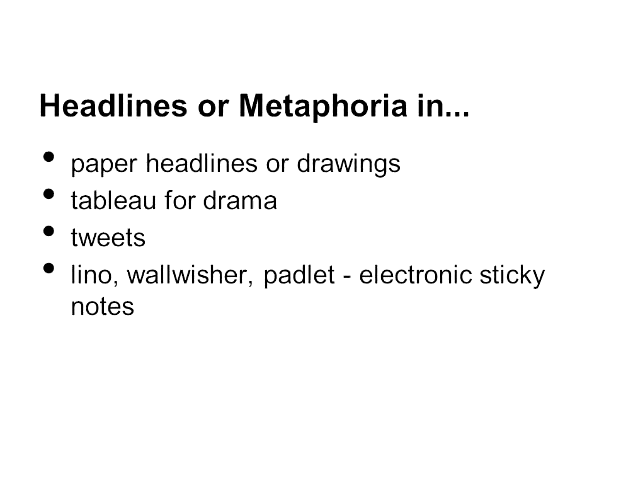 Headlines or Metaphoria in...
• paper headlines or drawings
• tableau for drama
• tweets
• lino, wallwisher, padlet - electronic sticky
notes